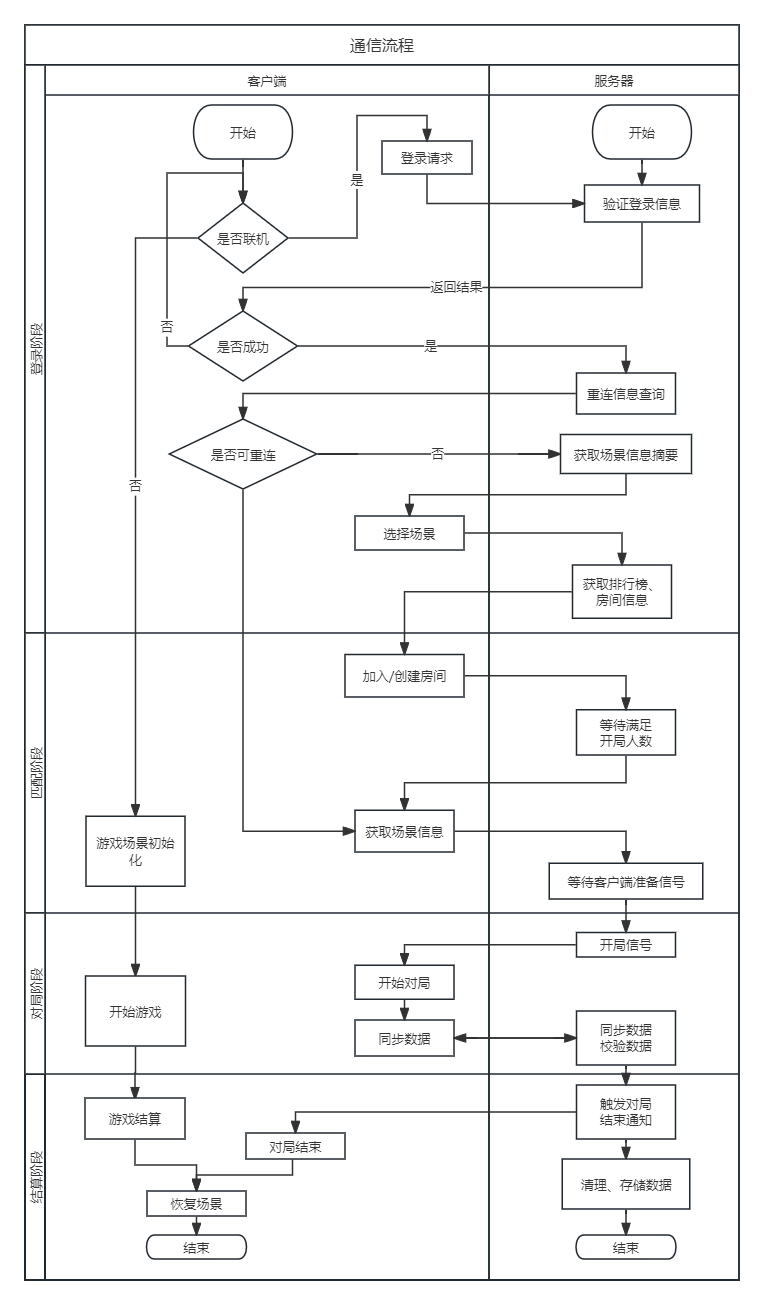 通信流程
客户端
服务器
登录阶段
开始
开始
登录请求
是
验证登录信息
是否联机
返回结果
否
是否成功
是
重连信息查询
是否可重连
否
获取场景信息摘要
否
选择场景
获取排行榜、
房间信息
匹配阶段
加入/创建房间
等待满足
开局人数
获取场景信息
游戏场景初始
化
等待客户端准备信号
对局阶段
开局信号
开始对局
开始游戏
同步数据
同步数据
校验数据
结算阶段
游戏结算
触发对局
结束通知
对局结束
清理、存储数据
恢复场景
结束
结束